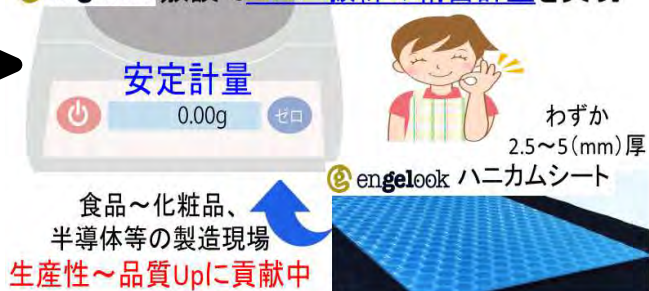 安定計量
0.00g
ゼロ
わずか
2.5～5(mm)厚
engelook ハニカムシート
食品～化粧品、
半導体等の製造現場
生産性～品質Upに貢献中